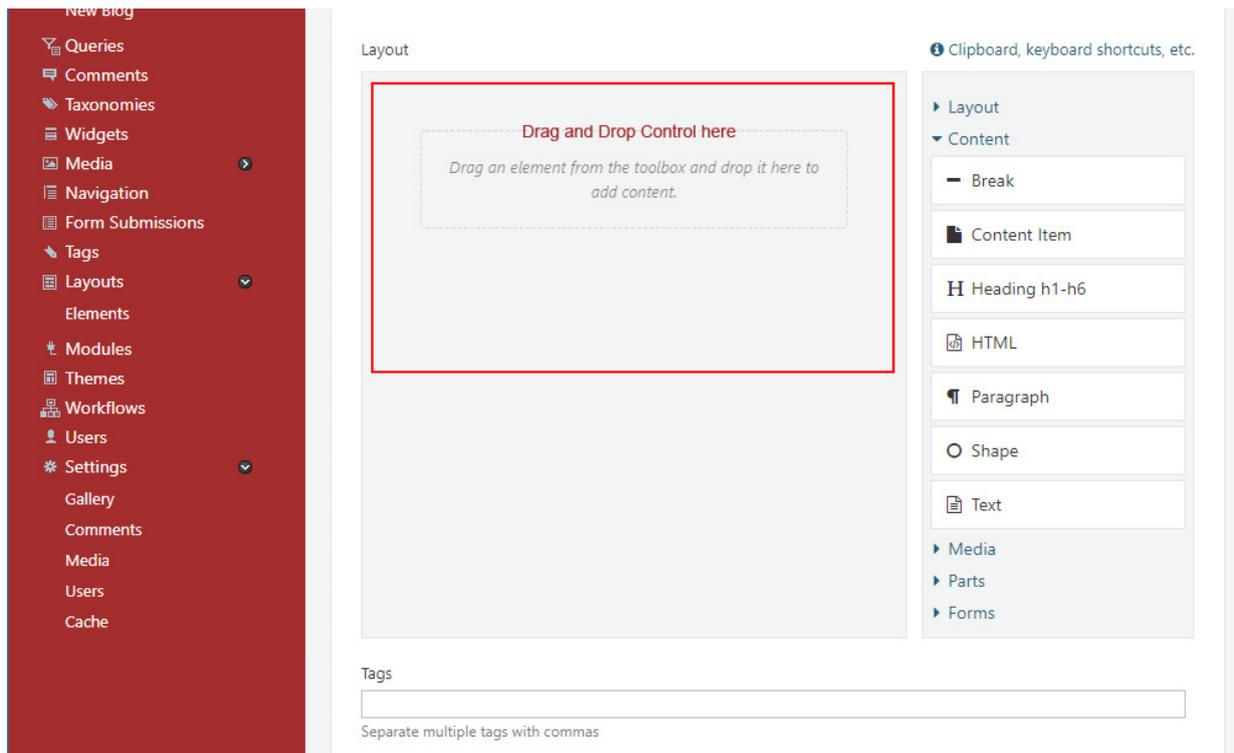 New Blog
Queries
Comments
Taxonomies
Widgets
Media
Navigation
Form Submissions
Tags
Layouts
Elements
Modules
Themes
Workflows
Users
Settings
Gallery
Comments
Media
Users
Cache
Layout
Clipboard, keyboard shortcuts, etc.
Drag and Drop Control here
Drag an element from the toolbox and drop it here to
add content.
Layout
Content
Break
Content Item
H Heading h1-h6
HTML
Paragraph
Shape
Text
Media
Parts
Forms
Tags
Separate multiple tags with commas